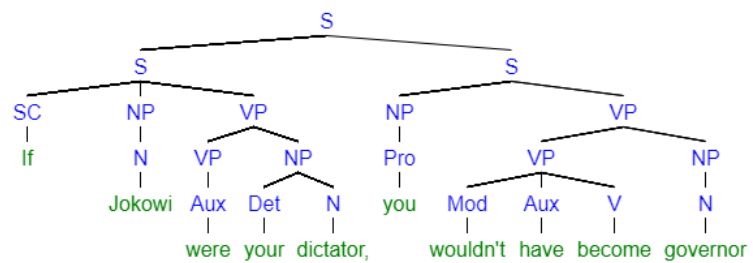 S
S S
SC NP VP NP VP
If N VP NP Pro VP NP
Jokowi Aux Det N you Mod Aux V N
were your dictator, wouldn't have become governor